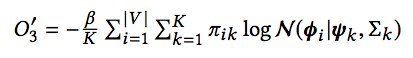 O′₃ = −β/K ∑_{i=1}^{|V|} ∑_{k=1}^{K} π_{ik} log 𝒩(ϕ_i|ψ_k, Σ_k)